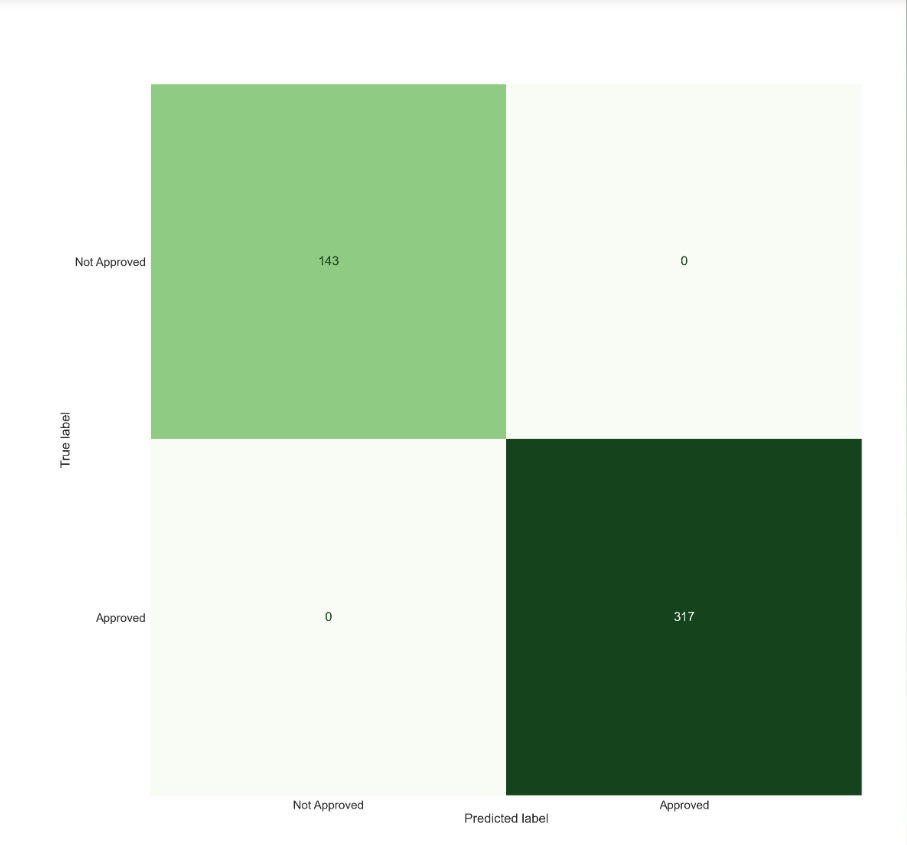 Not Approved
143
0
True label
Approved
0
317
Not Approved
Approved
Predicted label